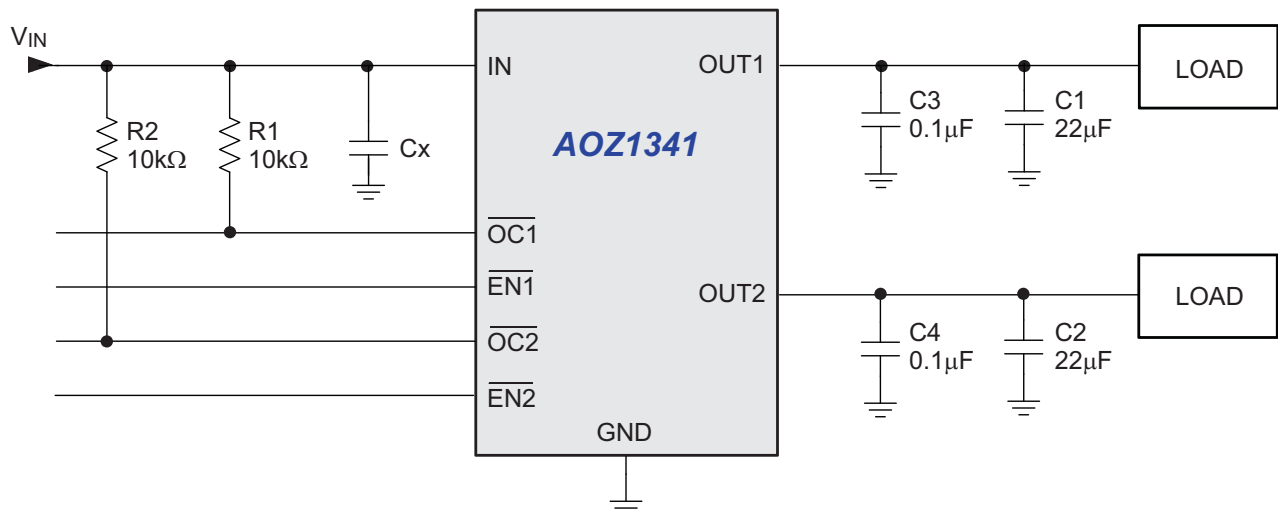 VIN
IN
OUT1
LOAD
R2
10kΩ
R1
10kΩ
Cx
AOZ1341
C3
0.1μF
C1
22μF
OC1
EN1
OUT2
LOAD
OC2
C4
0.1μF
C2
22μF
EN2
GND